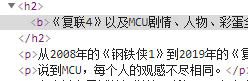 <h2>
<b>《复联4》以及MCU剧情、人物、彩蛋
</h2>
<p>从2008年的《钢铁侠1》到2019年的《复
<p>说到MCU，每个人的观感不尽相同。</p>